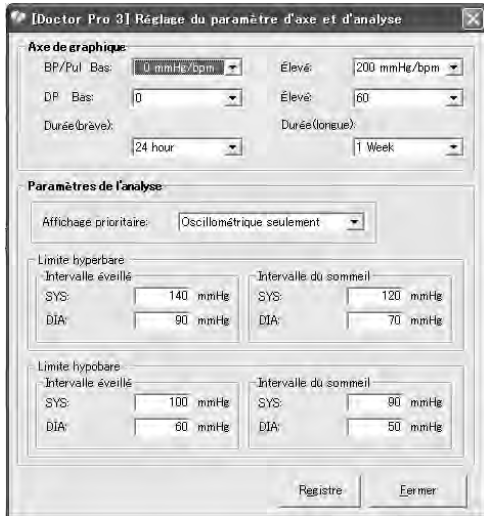 [Doctor Pro 3] Réglage du paramètre d'axe et d'analyse
Axe de graphique
BP/Pul Bas: 0 mmHg/bpm Élevé: 200 mmHg/bpm
DP Bas: 0 Élevé: 60
Durée(brève): Durée(longue):
24 hour 1 Week
Paramètres de l'analyse
Affichage prioritaire: Oscillométrique seulement
Limite hyperbare
Intervalle éveillé Intervalle du sommeil
SYS: 140 mmHg SYS: 120 mmHg
DIA: 90 mmHg DIA: 70 mmHg
Limite hypobare
Intervalle éveillé Intervalle du sommeil
SYS: 100 mmHg SYS: 90 mmHg
DIA: 60 mmHg DIA: 50 mmHg
Registre Fermer